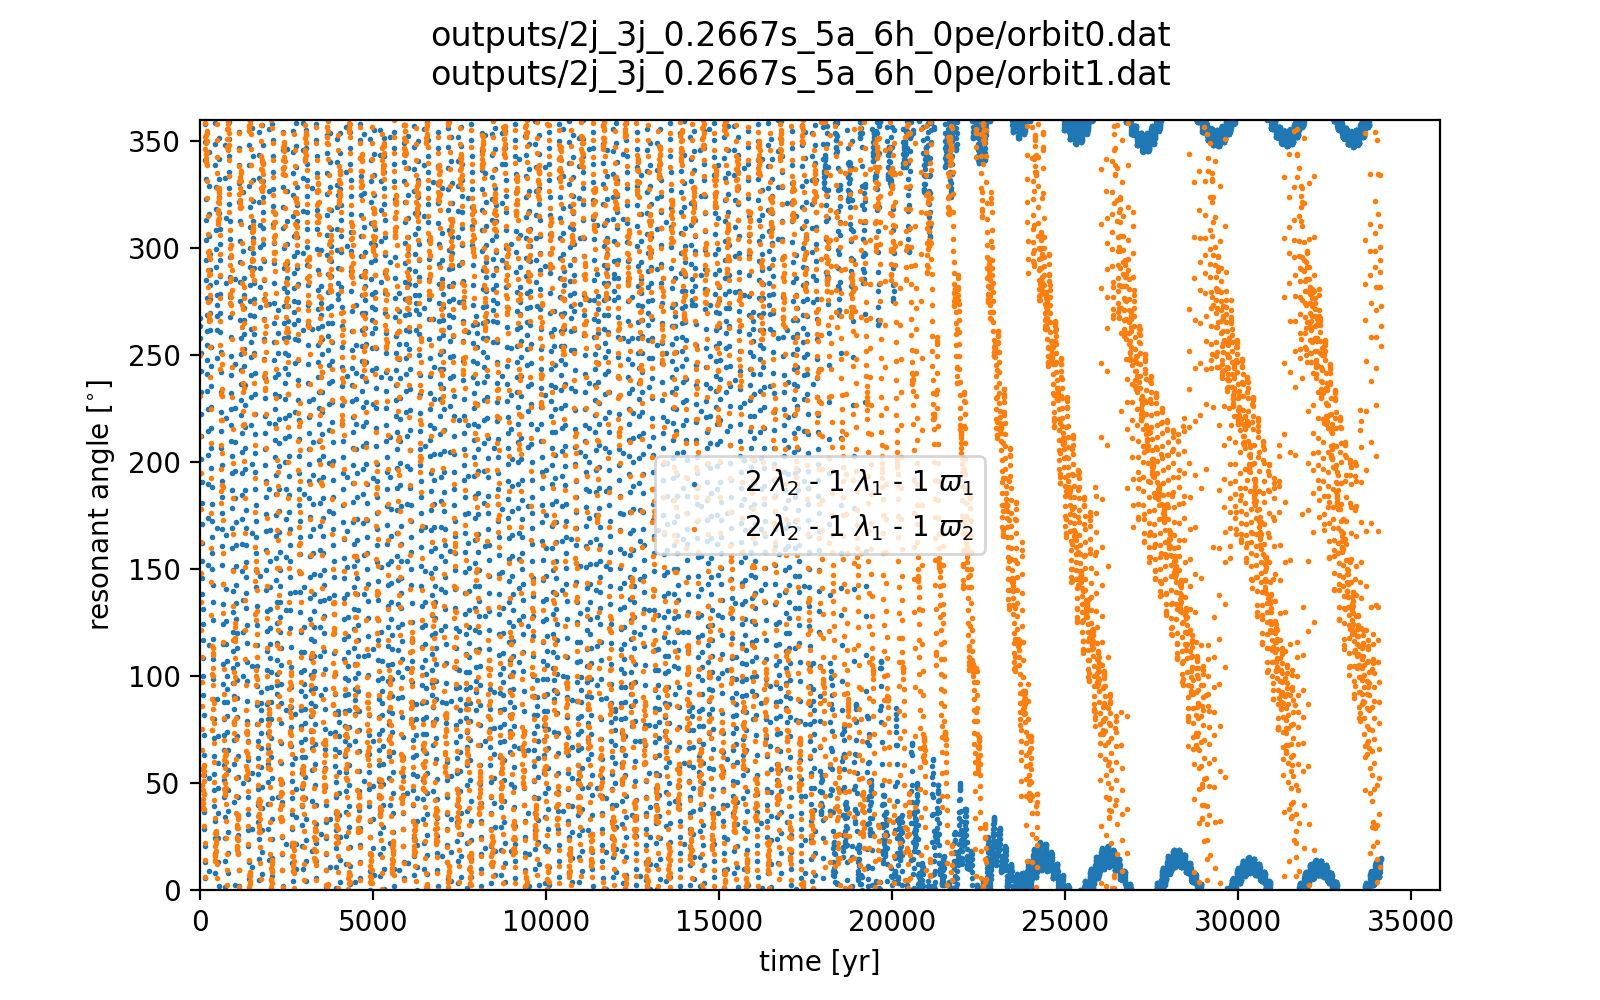 outputs/2j_3j_0.2667s_5a_6h_0pe/orbit0.dat
outputs/2j_3j_0.2667s_5a_6h_0pe/orbit1.dat
350
300
250
200
150
100
50
0
resonant angle [°]
2 λ₂ - 1 λ₁ - 1 ϖ₁
2 λ₂ - 1 λ₁ - 1 ϖ₂
0 5000 10000 15000 20000 25000 30000 35000
time [yr]